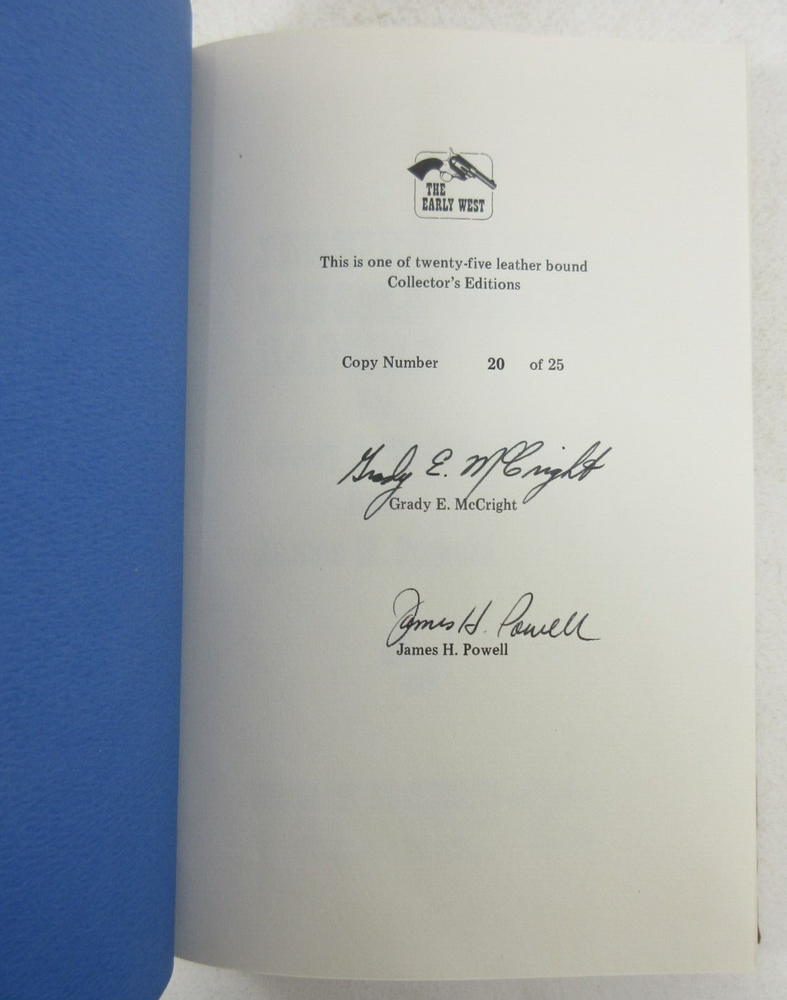 THE
EARLY WEST
This is one of twenty-five leather bound
Collector's Editions
Copy Number 20 of 25
Grady E. McCright
Grady E. McCright
James H. Powell
James H. Powell